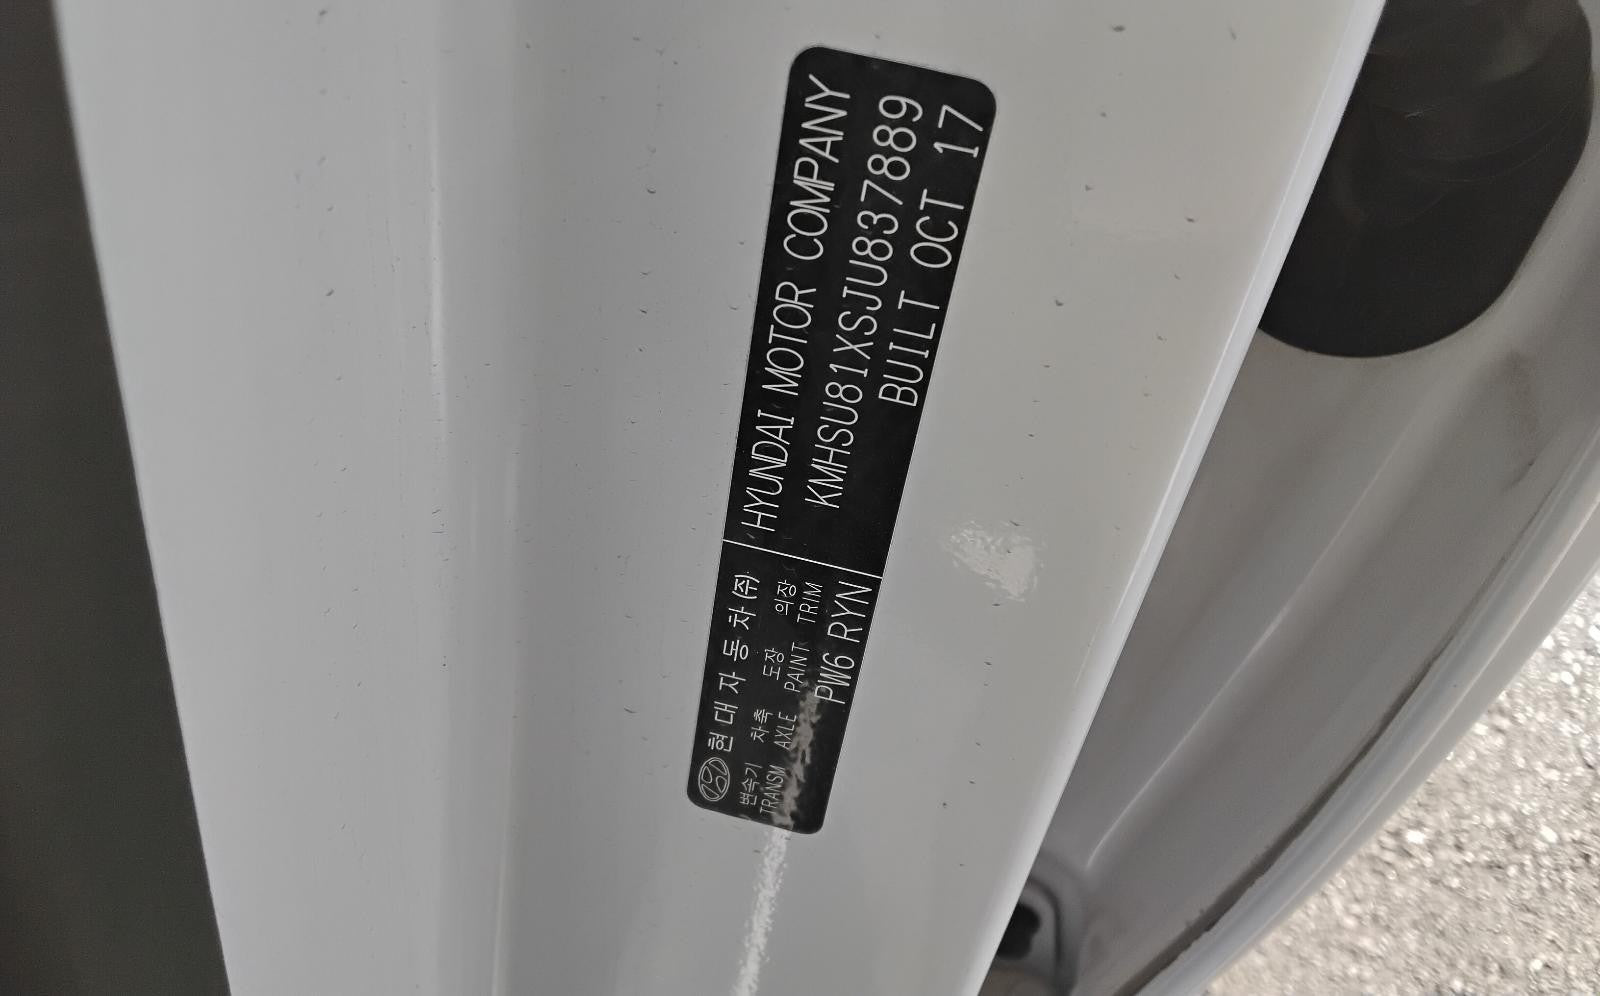 현대자동차(주)
HYUNDAI MOTOR COMPANY
변속기 차축 도장 의장
TRANSM AXLE PAINT TRIM
KMHSU81XSJU837889
PW6 RYN
BUILT OCT 17